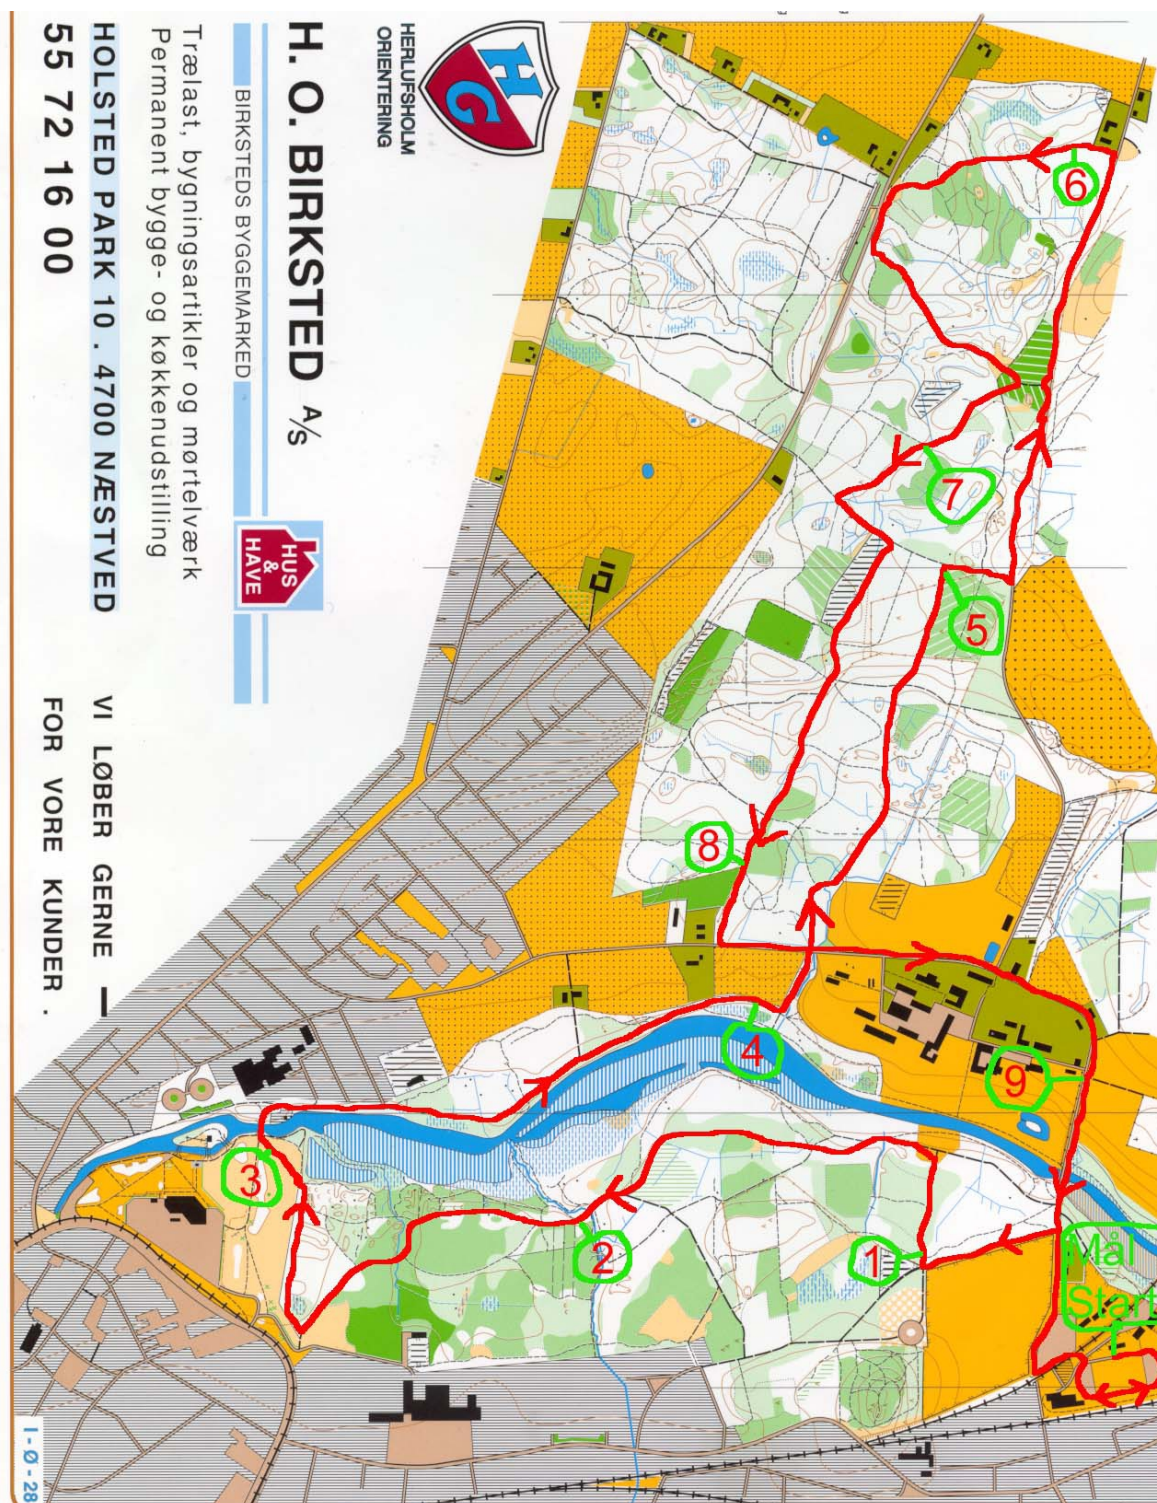 HG
HERLUFSHOLM
ORIENTERING
H. O. BIRKSTED A/S
BIRKSTEDS BYGGEMARKED
HUS
&
HAVE
Trælast, bygningsartikler og mørtelværk
Permanent bygge- og køkkenudstilling
HOLSTED PARK 10 . 4700 NÆSTVED
55 72 16 00
VI LØBER GERNE —
FOR VORE KUNDER .
6
7
5
8
4
9
3
2
1
Mål
Start
I - Ø - 28